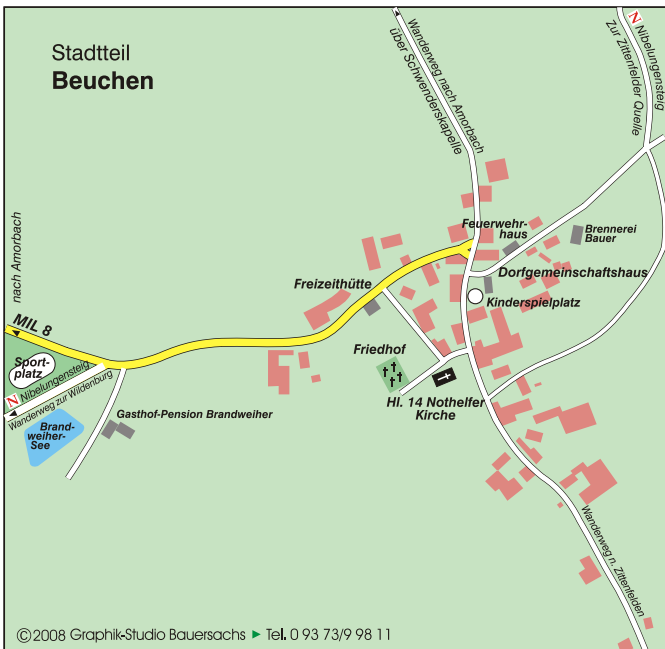 Stadtteil
Beuchen
Wanderweg nach Amorbach
über Schwenderskapelle
N Nibelungensteig
Zur Zittenfelder Quelle
Feuerwehr-
haus
Brennerei
Bauer
Dorfgemeinschaftshaus
Kinderspielplatz
nach Amorbach
MIL 8
Freizeithütte
Friedhof
Hl. 14 Nothelfer
Kirche
Sport-
platz
N Nibelungensteig
Wanderweg zur Wildenburg
Brand-
weiher-
See
Gasthof-Pension Brandweiher
Wanderweg n. Zittenfelden
©2008 Graphik-Studio Bauersachs ► Tel. 0 93 73/9 98 11